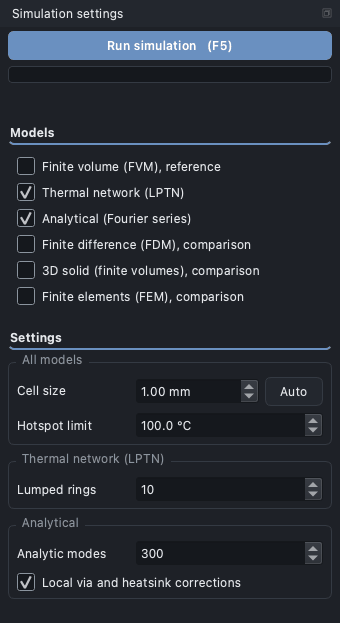 Simulation settings
Run simulation (F5)
Models
Finite volume (FVM), reference
Thermal network (LPTN)
Analytical (Fourier series)
Finite difference (FDM), comparison
3D solid (finite volumes), comparison
Finite elements (FEM), comparison
Settings
All models
Cell size 1.00 mm Auto
Hotspot limit 100.0 °C
Thermal network (LPTN)
Lumped rings 10
Analytical
Analytic modes 300
Local via and heatsink corrections